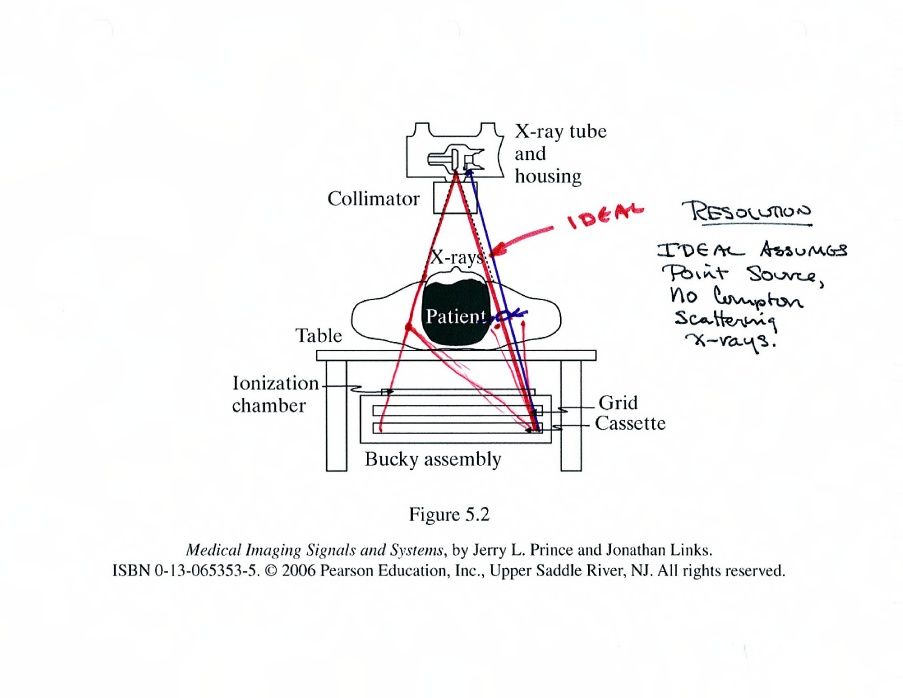 X-ray tube
and
housing
Collimator
IDEAL
RESOLUTION
IDEAL ASSUMES
Point Source,
No Compton
Scattering
X-rays.
X-rays
Patient
Table
Ionization
chamber
Grid
Cassette
Bucky assembly
Figure 5.2
Medical Imaging Signals and Systems, by Jerry L. Prince and Jonathan Links.
ISBN 0-13-065353-5. © 2006 Pearson Education, Inc., Upper Saddle River, NJ. All rights reserved.